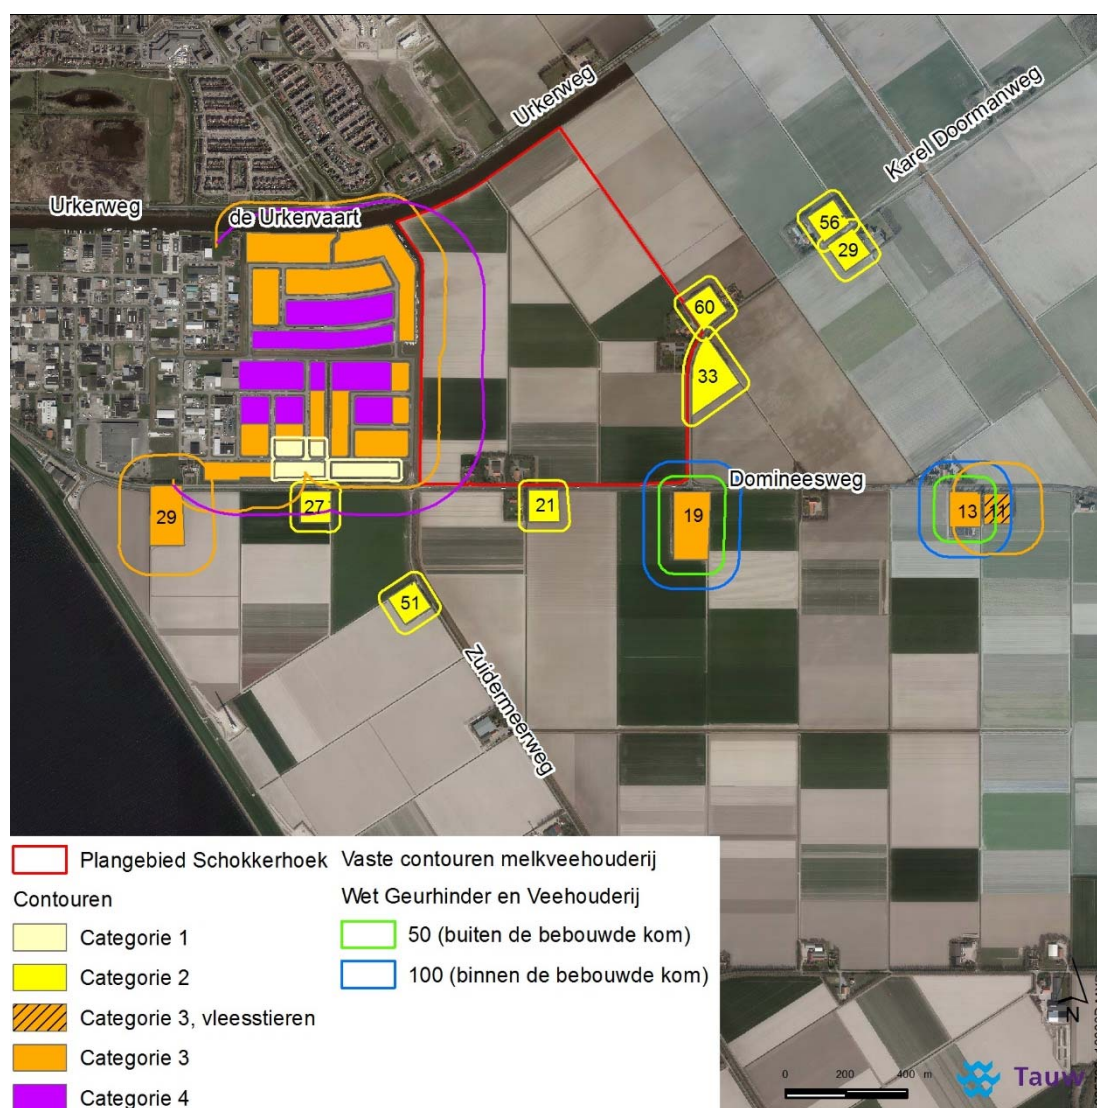 Urkerweg
Karel Doormanweg
Urkerweg
de Urkervaart
56
29
60
33
Domineesweg
29
27
21
19
13
11
51
Zuidermeerweg
Plangebied Schokkerhoek
Contouren
Categorie 1
Categorie 2
Categorie 3, vleesstieren
Categorie 3
Categorie 4
Vaste contouren melkveehouderij
Wet Geurhinder en Veehouderij
50 (buiten de bebouwde kom)
100 (binnen de bebouwde kom)
N
0 200 400 m
Tauw